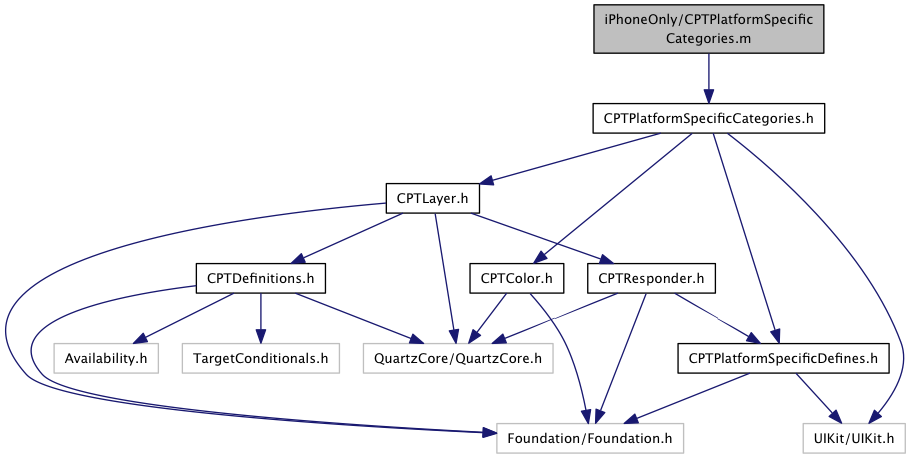 iPhoneOnly/CPTPlatformSpecific
Categories.m
CPTPlatformSpecificCategories.h
CPTLayer.h
CPTDefinitions.h
CPTColor.h
CPTResponder.h
Availability.h
TargetConditionals.h
QuartzCore/QuartzCore.h
CPTPlatformSpecificDefines.h
Foundation/Foundation.h
UIKit/UIKit.h